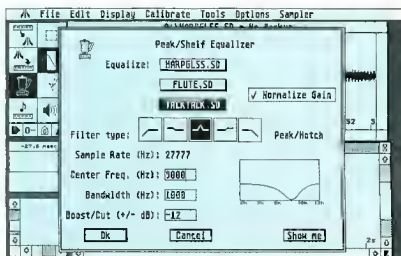 File Edit Display Calibrate Tools Options Sampler
Peak/Shelf Equalizer
Equalize: HARPGLSS.SD
FLUTE.SD
TALKTALK.SD
✓ Normalize Gain
Filter type: Peak/Notch
Sample Rate (Hz): 27777
Center Freq. (Hz): 9000
Bandwidth (Hz): 1000
Boost/Cut (+/- dB): -12
Ok Cancel Show me